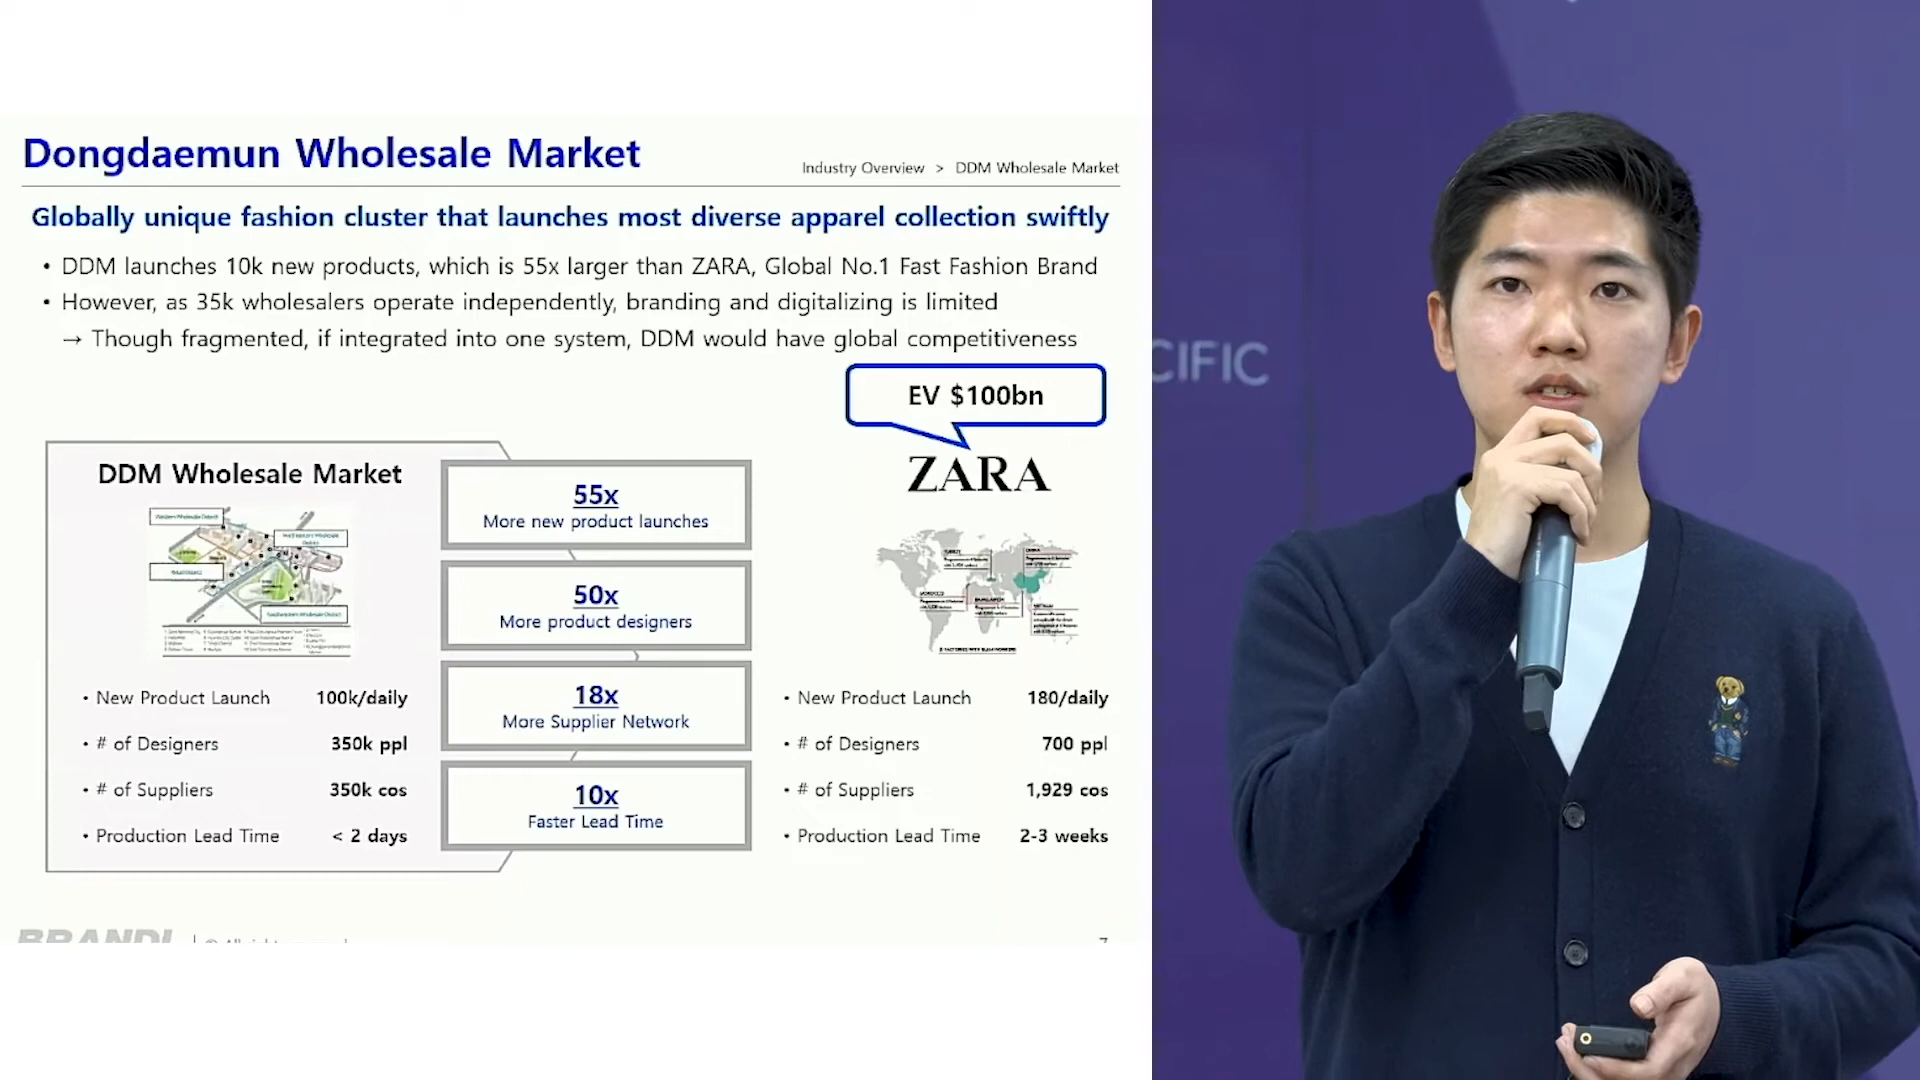 Dongdaemun Wholesale Market
Industry Overview > DDM Wholesale Market
Globally unique fashion cluster that launches most diverse apparel collection swiftly
• DDM launches 10k new products, which is 55x larger than ZARA, Global No.1 Fast Fashion Brand
• However, as 35k wholesalers operate independently, branding and digitalizing is limited
→ Though fragmented, if integrated into one system, DDM would have global competitiveness
EV $100bn
DDM Wholesale Market
• New Product Launch 100k/daily
• # of Designers 350k ppl
• # of Suppliers 350k cos
• Production Lead Time < 2 days
55x
More new product launches
50x
More product designers
18x
More Supplier Network
10x
Faster Lead Time
ZARA
• New Product Launch 180/daily
• # of Designers 700 ppl
• # of Suppliers 1,929 cos
• Production Lead Time 2-3 weeks
BRANDI
7
CIFIC